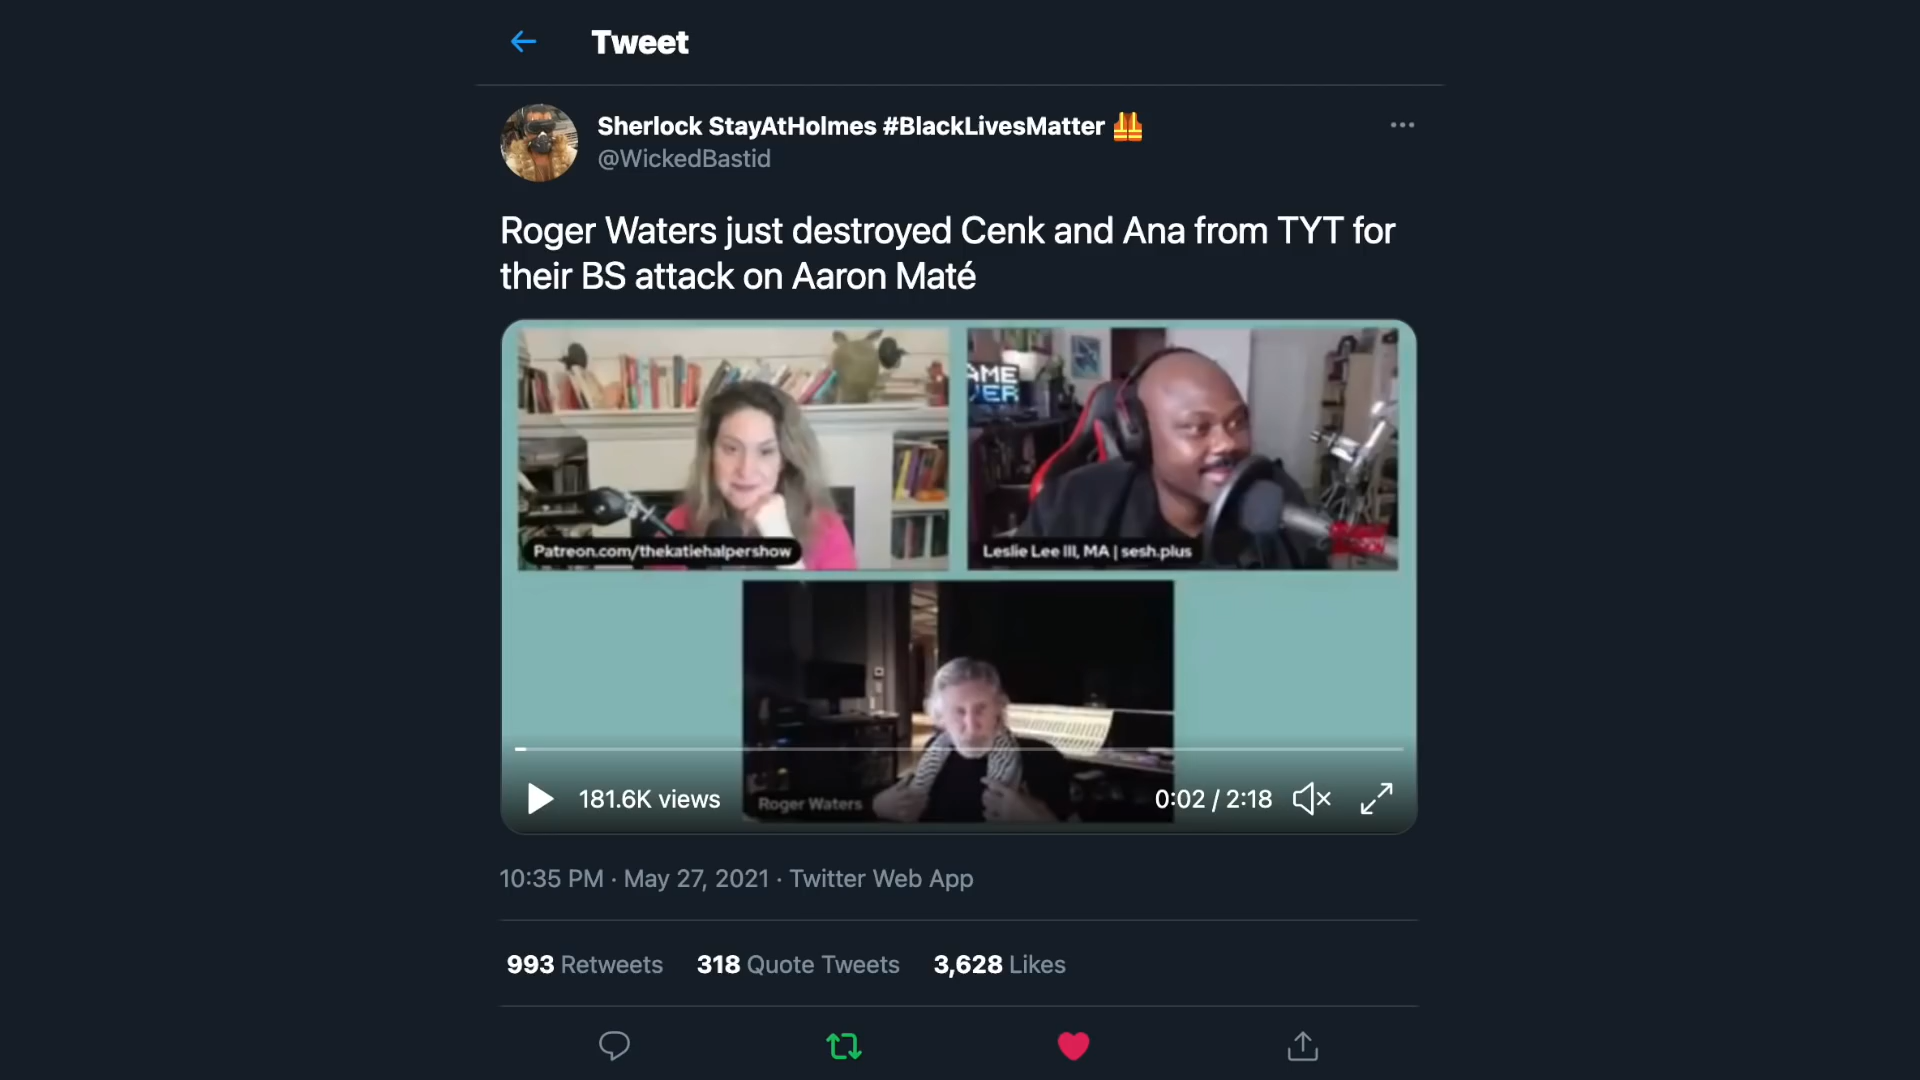 Tweet
Sherlock StayAtHolmes #BlackLivesMatter
@WickedBastid
Roger Waters just destroyed Cenk and Ana from TYT for
their BS attack on Aaron Maté
AME
VER
Patreon.com/thekatiehalpershow
Leslie Lee III, MA | sesh.plus
Roger Waters
181.6K views
0:02 / 2:18
10:35 PM · May 27, 2021 · Twitter Web App
993 Retweets 318 Quote Tweets 3,628 Likes